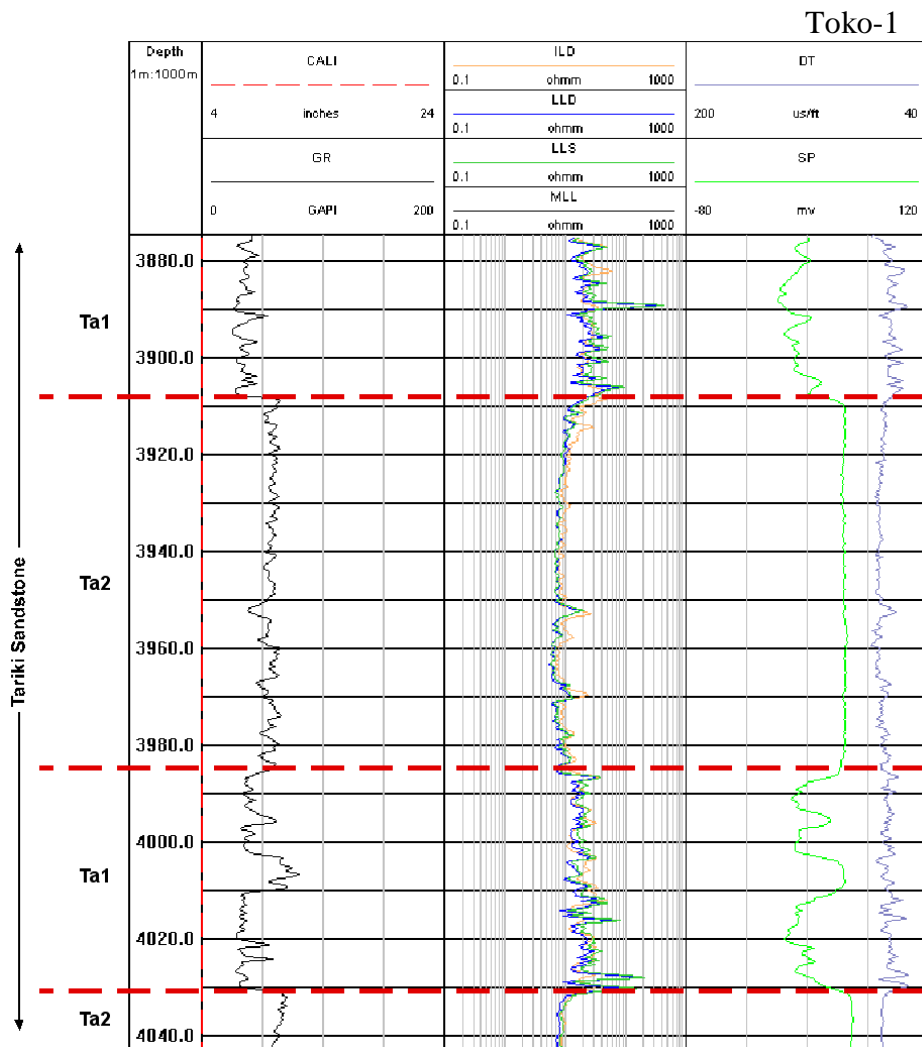 Toko-1
Depth
1m:1000m
CALI
4 inches 24
GR
0 GAPI 200
ILD
0.1 ohmm 1000
LLD
0.1 ohmm 1000
LLS
0.1 ohmm 1000
MLL
0.1 ohmm 1000
DT
200 us/ft 40
SP
-80 mv 120
3880.0
Ta1
3900.0
3920.0
3940.0
Ta2
3960.0
Tariki Sandstone
3980.0
4000.0
Ta1
4020.0
Ta2
4040.0